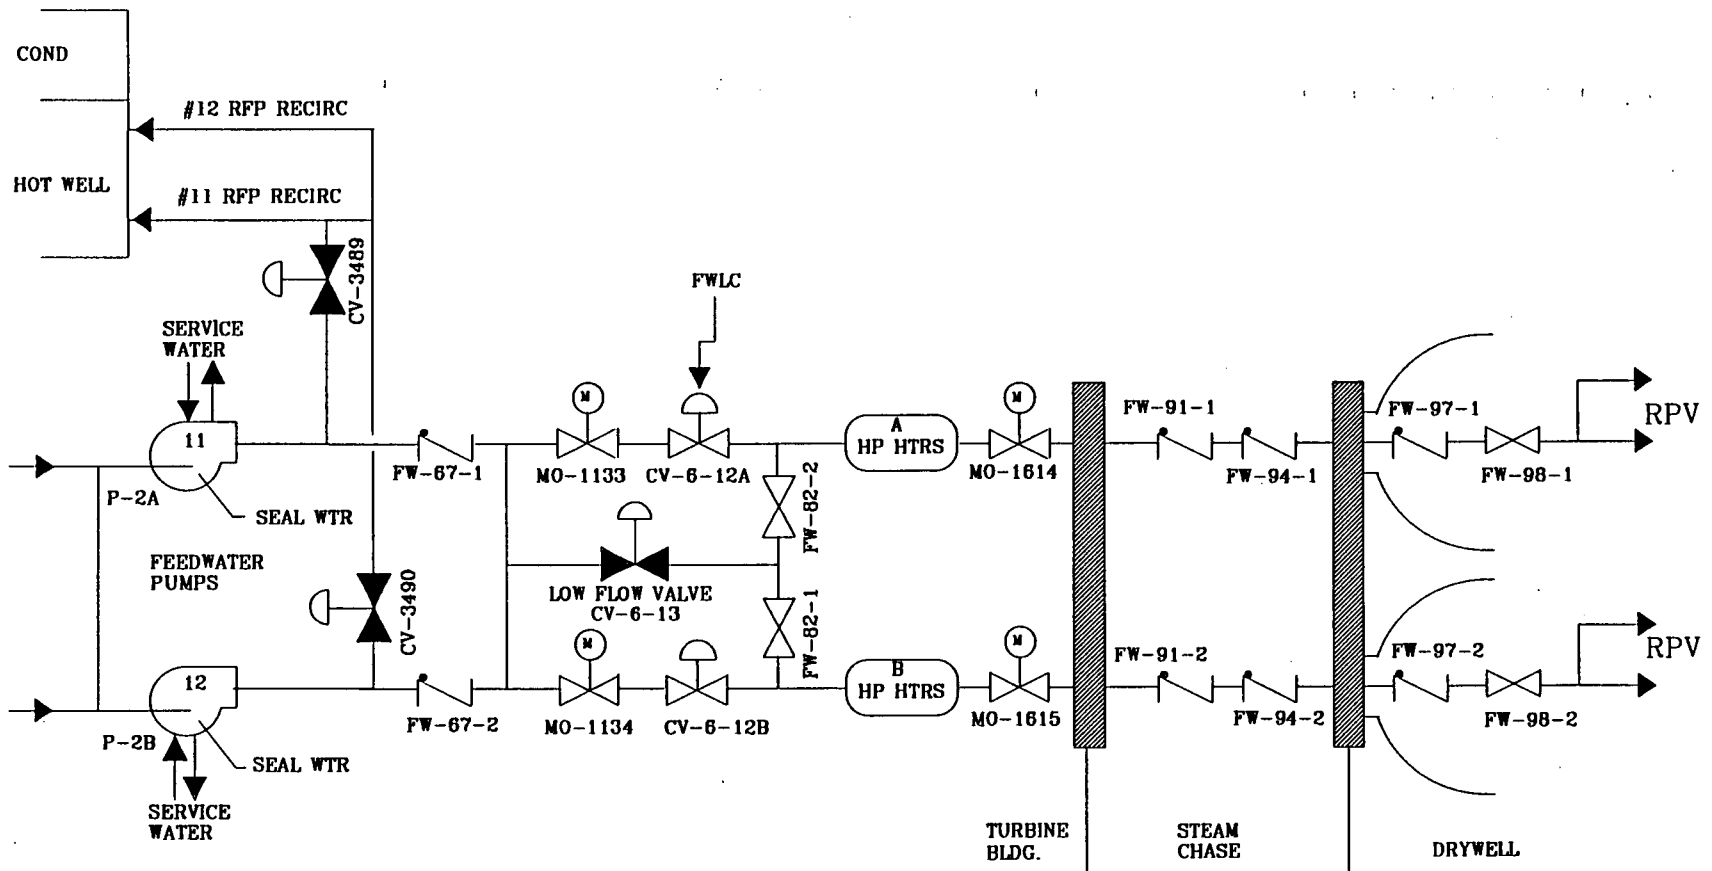 COND
#12 RFP RECIRC
HOT WELL
#11 RFP RECIRC
CV-3489
FWLC
SERVICE
WATER
11
P-2A
SEAL WTR
FW-67-1
M
MO-1133
CV-6-12A
FW-82-2
A
HP HTRS
M
MO-1614
FW-91-1
FW-94-1
FW-97-1
FW-98-1
RPV
FEEDWATER
PUMPS
CV-3490
LOW FLOW VALVE
CV-6-13
FW-82-1
12
P-2B
SEAL WTR
SERVICE
WATER
FW-67-2
M
MO-1134
CV-6-12B
B
HP HTRS
M
MO-1615
FW-91-2
FW-94-2
FW-97-2
FW-98-2
RPV
TURBINE
BLDG.
STEAM
CHASE
DRYWELL